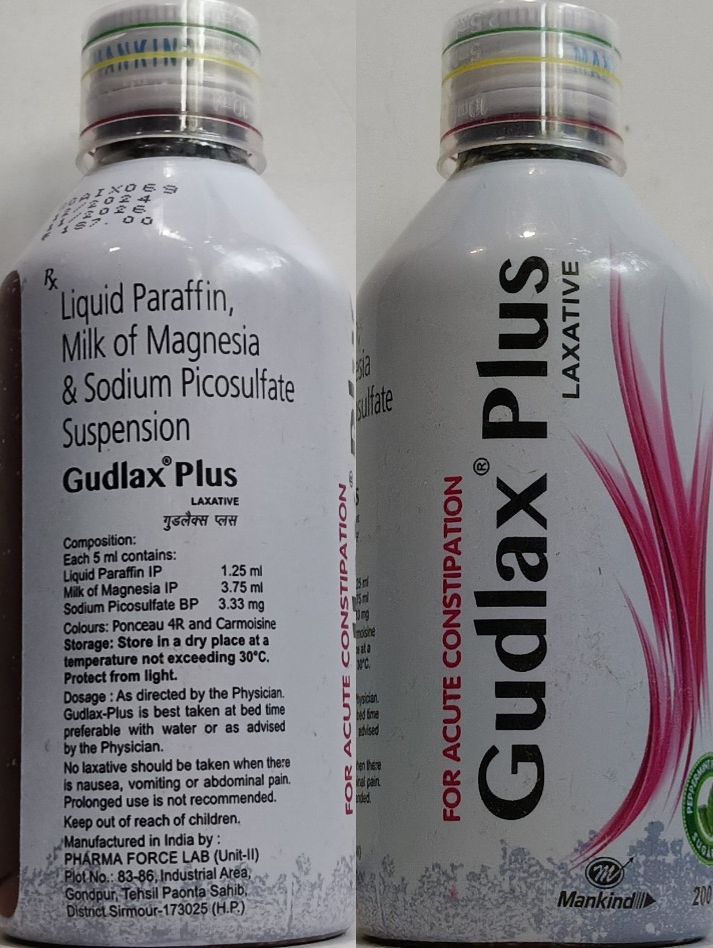 MANKIND
Rx
Liquid Paraffin,
Milk of Magnesia
& Sodium Picosulfate
Suspension
Gudlax® Plus
LAXATIVE
गुडलैक्स प्लस
Composition:
Each 5 ml contains:
Liquid Paraffin IP 1.25 ml
Milk of Magnesia IP 3.75 ml
Sodium Picosulfate BP 3.33 mg
Colours: Ponceau 4R and Carmoisine
Storage: Store in a dry place at a
temperature not exceeding 30°C.
Protect from light.
Dosage : As directed by the Physician.
Gudlax-Plus is best taken at bed time
preferable with water or as advised
by the Physician.
No laxative should be taken when there
is nausea, vomiting or abdominal pain.
Prolonged use is not recommended.
Keep out of reach of children.
Manufactured in India by :
PHARMA FORCE LAB (Unit-II)
Plot No.: 83-86, Industrial Area,
Gondpur, Tehsil Paonta Sahib,
District Sirmour-173025 (H.P.)
FOR ACUTE CONSTIPATION
FOR ACUTE CONSTIPATION
Gudlax® Plus
LAXATIVE
Mankind
200